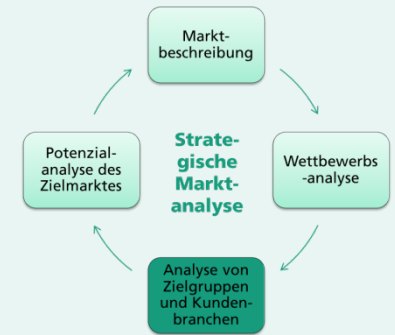 Markt-
beschreibung
Potenzial-
analyse des
Zielmarktes
Strate-
gische
Markt-
analyse
Wettbewerbs
-analyse
Analyse von
Zielgruppen
und Kunden-
branchen